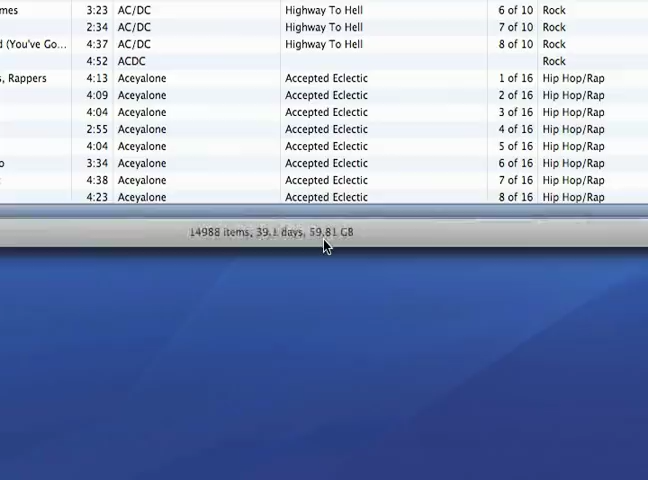 mes 3:23 AC/DC Highway To Hell 6 of 10 Rock
2:34 AC/DC Highway To Hell 7 of 10 Rock
d (You've Go... 4:37 AC/DC Highway To Hell 8 of 10 Rock
4:52 ACDC Rock
s, Rappers 4:13 Aceyalone Accepted Eclectic 1 of 16 Hip Hop/Rap
4:09 Aceyalone Accepted Eclectic 2 of 16 Hip Hop/Rap
4:04 Aceyalone Accepted Eclectic 3 of 16 Hip Hop/Rap
2:55 Aceyalone Accepted Eclectic 4 of 16 Hip Hop/Rap
4:04 Aceyalone Accepted Eclectic 5 of 16 Hip Hop/Rap
o 3:34 Aceyalone Accepted Eclectic 6 of 16 Hip Hop/Rap
4:38 Aceyalone Accepted Eclectic 7 of 16 Hip Hop/Rap
4:23 Aceyalone Accepted Eclectic 8 of 16 Hip Hop/Rap
14988 items, 39.1 days, 59.81 GB